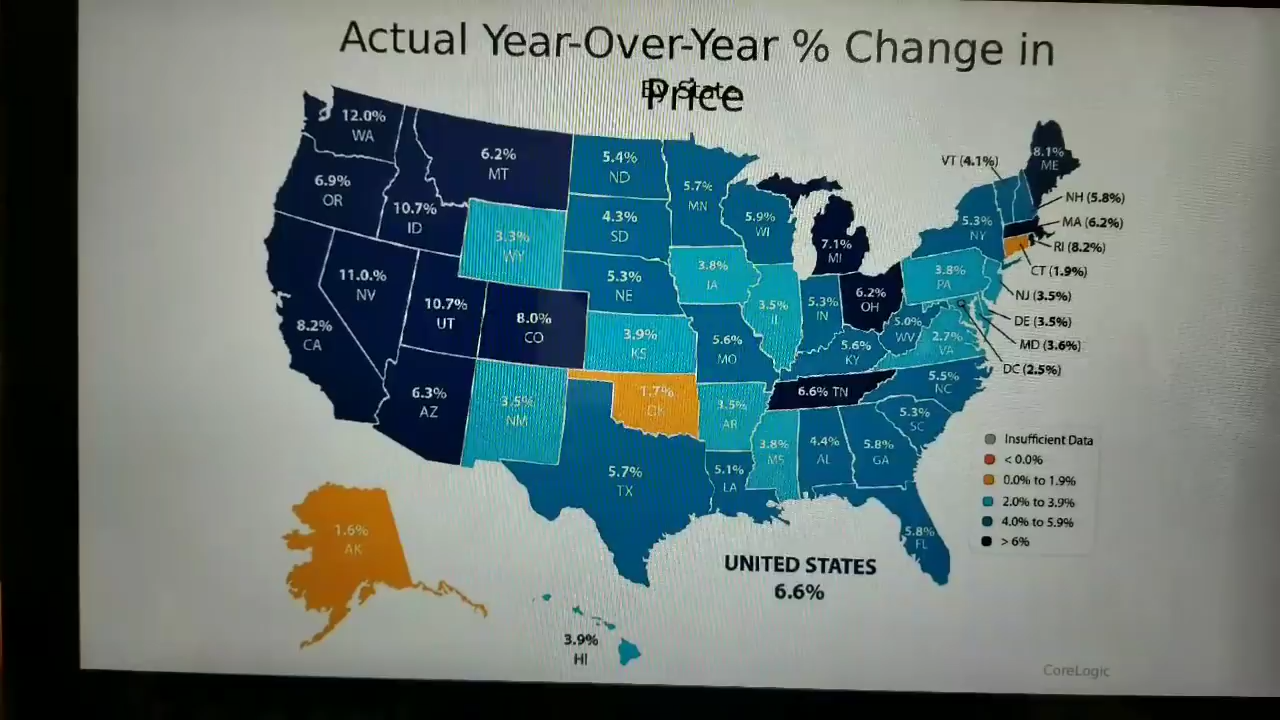 Actual Year-Over-Year % Change in
Price
By State
12.0%
WA
6.9%
OR
10.7%
ID
6.2%
MT
5.4%
ND
5.7%
MN
4.3%
SD
3.3%
WY
5.9%
WI
7.1%
MI
8.1%
ME
VT (4.1%)
NH (5.8%)
5.3%
NY
MA (6.2%)
RI (8.2%)
CT (1.9%)
3.8%
PA
NJ (3.5%)
DE (3.5%)
MD (3.6%)
DC (2.5%)
11.0.%
NV
10.7%
UT
8.0%
CO
5.3%
NE
3.8%
IA
3.5%
IL
5.3%
IN
6.2%
OH
5.0%
WV
2.7%
VA
8.2%
CA
3.9%
KS
5.6%
MO
5.6%
KY
6.3%
AZ
3.5%
NM
1.7%
OK
3.5%
AR
6.6% TN
5.5%
NC
5.3%
SC
5.7%
TX
5.1%
LA
3.8%
MS
4.4%
AL
5.8%
GA
5.8%
FL
1.6%
AK
3.9%
HI
UNITED STATES
6.6%
Insufficient Data
< 0.0%
0.0% to 1.9%
2.0% to 3.9%
4.0% to 5.9%
> 6%
CoreLogic